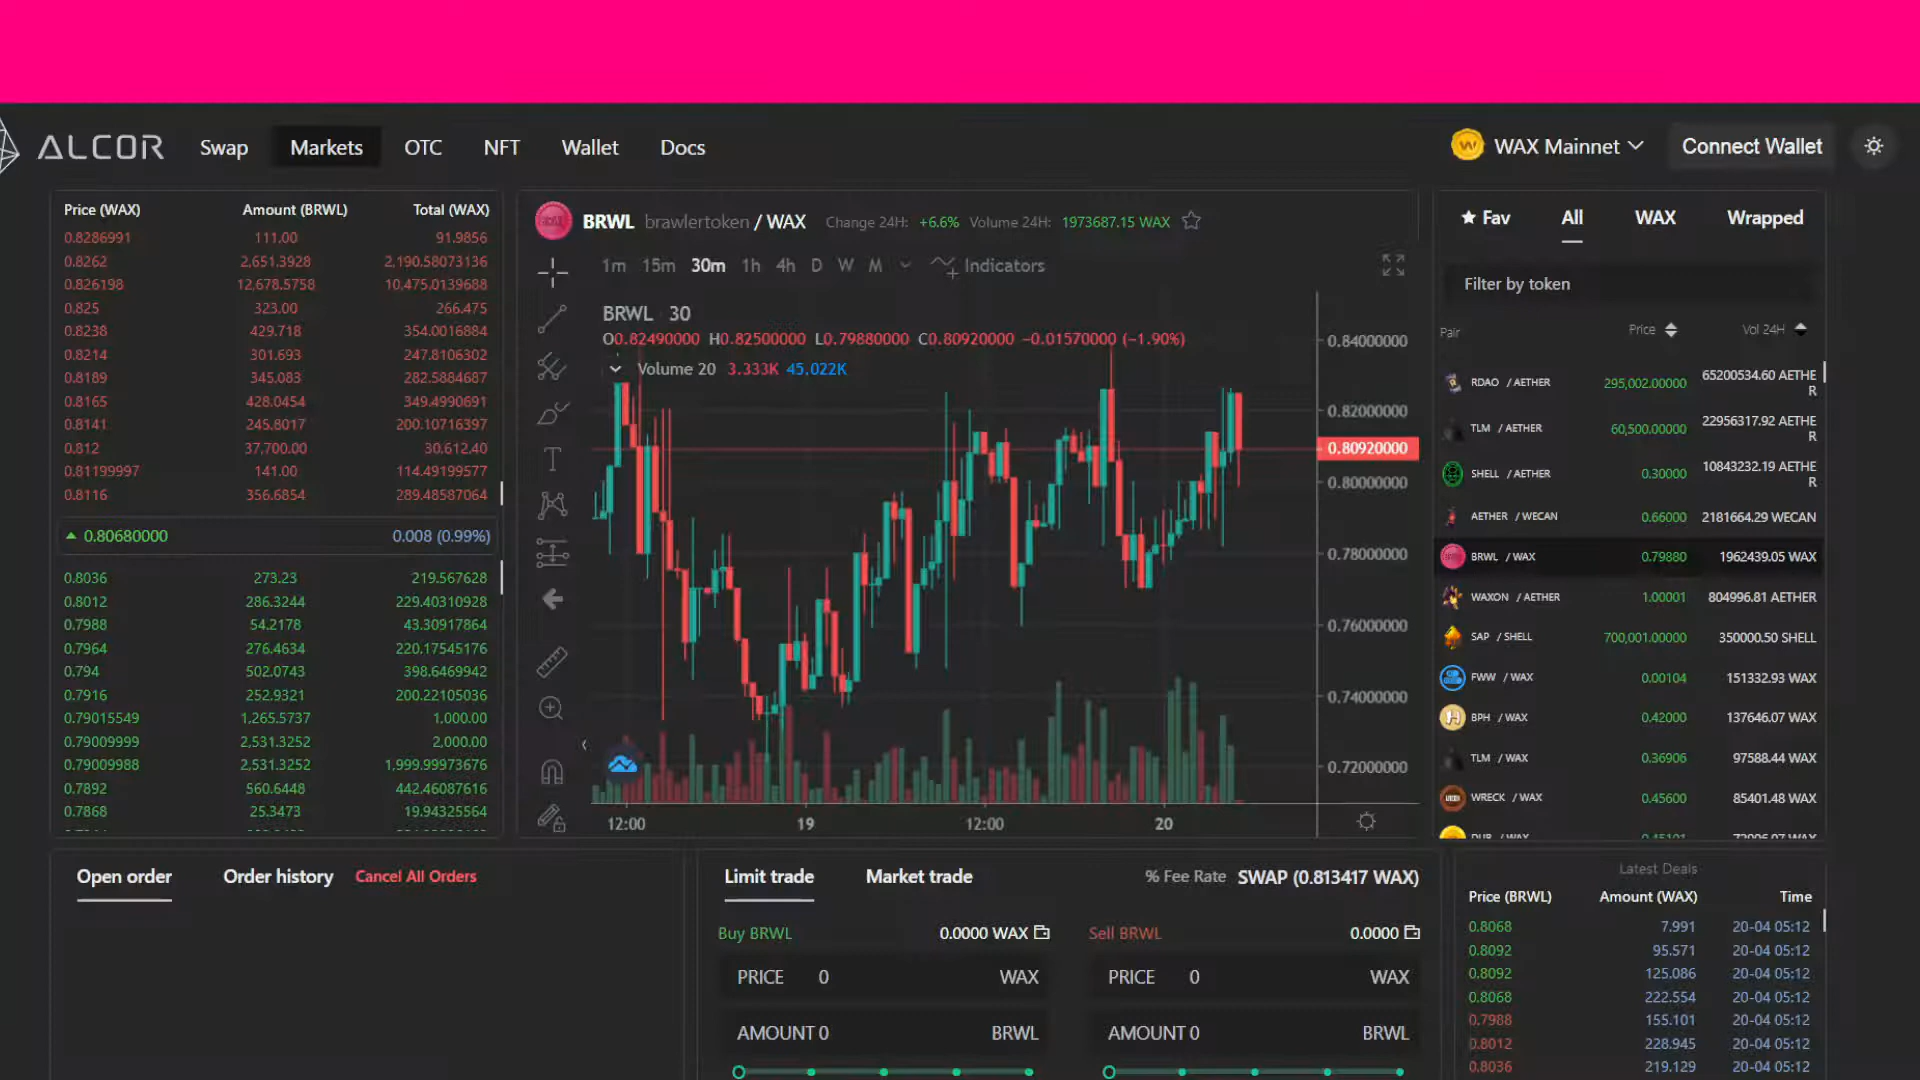 ALCOR Swap Markets OTC NFT Wallet Docs WAX Mainnet Connect Wallet
Price (WAX) Amount (BRWL) Total (WAX)
0.8286991 111.00 91.9856
0.8262 2,651.3928 2,190.58073136
0.826198 12,678.5758 10,475.0139688
0.825 323.00 266.475
0.8238 429.718 354.0016884
0.8214 301.693 247.8106302
0.8189 345.083 282.5884687
0.8165 428.0454 349.4990691
0.8141 245.8017 200.10716397
0.812 37,700.00 30,612.40
0.81199997 141.00 114.49199577
0.8116 356.6854 289.48587064
0.80680000 0.008 (0.99%)
0.8036 273.23 219.567628
0.8012 286.3244 229.40310928
0.7988 54.2178 43.30917864
0.7964 276.4634 220.17545176
0.794 502.0743 398.6469942
0.7916 252.9321 200.22105036
0.79015549 1,265.5737 1,000.00
0.79009999 2,531.3252 2,000.00
0.79009988 2,531.3252 1,999.99973676
0.7892 560.6448 442.46087616
0.7868 25.3473 19.94325564
BRWL brawlertoken / WAX Change 24H: +6.6% Volume 24H: 1973687.15 WAX
1m 15m 30m 1h 4h D W M Indicators
BRWL 30
O0.82490000 H0.82500000 L0.79880000 C0.80920000 −0.01570000 (−1.90%)
Volume 20 3.333K 45.022K
0.84000000
0.82000000
0.80920000
0.80000000
0.78000000
0.76000000
0.74000000
0.72000000
12:00 19 12:00 20
Fav All WAX Wrapped
Filter by token
Pair Price Vol 24H
RDAO / AETHER 295,002.00000 65200534.60 AETHE
R
TLM / AETHER 60,500.00000 22956317.92 AETHE
R
SHELL / AETHER 0.30000 10843232.19 AETHE
R
AETHER / WECAN 0.66000 2181664.29 WECAN
BRWL / WAX 0.79880 1962439.05 WAX
WAXON / AETHER 1.00001 804996.81 AETHER
SAP / SHELL 700,001.00000 350000.50 SHELL
FWW / WAX 0.00104 151332.93 WAX
BPH / WAX 0.42000 137646.07 WAX
TLM / WAX 0.36906 97588.44 WAX
WRECK / WAX 0.45600 85401.48 WAX
Open order Order history Cancel All Orders
Limit trade Market trade % Fee Rate SWAP (0.813417 WAX)
Buy BRWL 0.0000 WAX Sell BRWL 0.0000
PRICE 0 WAX PRICE 0 WAX
AMOUNT 0 BRWL AMOUNT 0 BRWL
Latest Deals
Price (BRWL) Amount (WAX) Time
0.8068 7.991 20-04 05:12
0.8092 95.571 20-04 05:12
0.8092 125.086 20-04 05:12
0.8068 222.554 20-04 05:12
0.7988 155.101 20-04 05:12
0.8012 228.945 20-04 05:12
0.8036 219.129 20-04 05:12